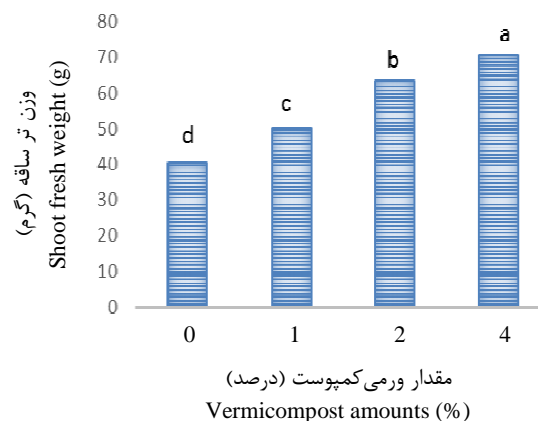 80
70
60
50
40
30
20
10
0
وزن تر ساقه (گرم)
Shoot fresh weight (g)
d
c
b
a
0 1 2 4
مقدار ورمی‌کمپوست (درصد)
Vermicompost amounts (%)